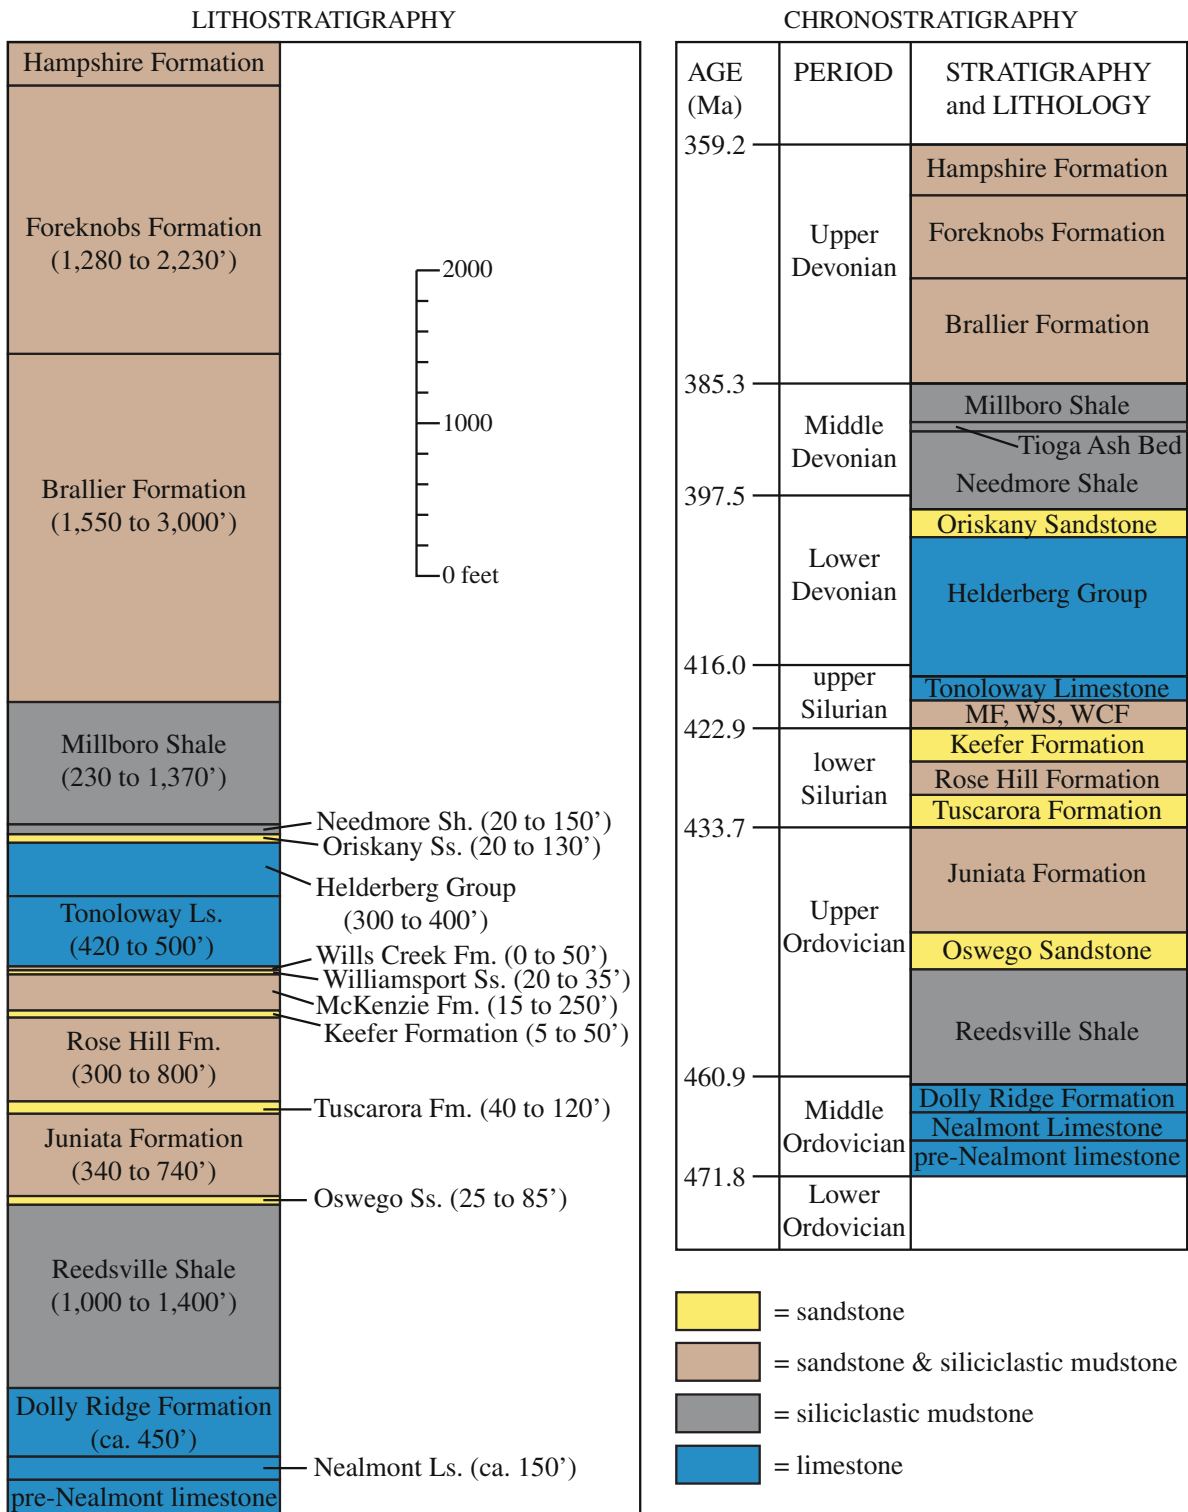 LITHOSTRATIGRAPHY
Hampshire Formation
Foreknobs Formation
(1,280 to 2,230’)
Brallier Formation
(1,550 to 3,000’)
Millboro Shale
(230 to 1,370’)
Needmore Sh. (20 to 150’)
Oriskany Ss. (20 to 130’)
Helderberg Group
(300 to 400’)
Tonoloway Ls.
(420 to 500’)
Wills Creek Fm. (0 to 50’)
Williamsport Ss. (20 to 35’)
McKenzie Fm. (15 to 250’)
Keefer Formation (5 to 50’)
Rose Hill Fm.
(300 to 800’)
Tuscarora Fm. (40 to 120’)
Juniata Formation
(340 to 740’)
Oswego Ss. (25 to 85’)
Reedsville Shale
(1,000 to 1,400’)
Dolly Ridge Formation
(ca. 450’)
Nealmont Ls. (ca. 150’)
pre-Nealmont limestone
2000
1000
0 feet
CHRONOSTRATIGRAPHY
AGE
(Ma)
PERIOD
STRATIGRAPHY
and LITHOLOGY
359.2
385.3
397.5
416.0
422.9
433.7
460.9
471.8
Upper
Devonian
Middle
Devonian
Lower
Devonian
upper
Silurian
lower
Silurian
Upper
Ordovician
Middle
Ordovician
Lower
Ordovician
Hampshire Formation
Foreknobs Formation
Brallier Formation
Millboro Shale
Tioga Ash Bed
Needmore Shale
Oriskany Sandstone
Helderberg Group
Tonoloway Limestone
MF, WS, WCF
Keefer Formation
Rose Hill Formation
Tuscarora Formation
Juniata Formation
Oswego Sandstone
Reedsville Shale
Dolly Ridge Formation
Nealmont Limestone
pre-Nealmont limestone
= sandstone
= sandstone & siliciclastic mudstone
= siliciclastic mudstone
= limestone